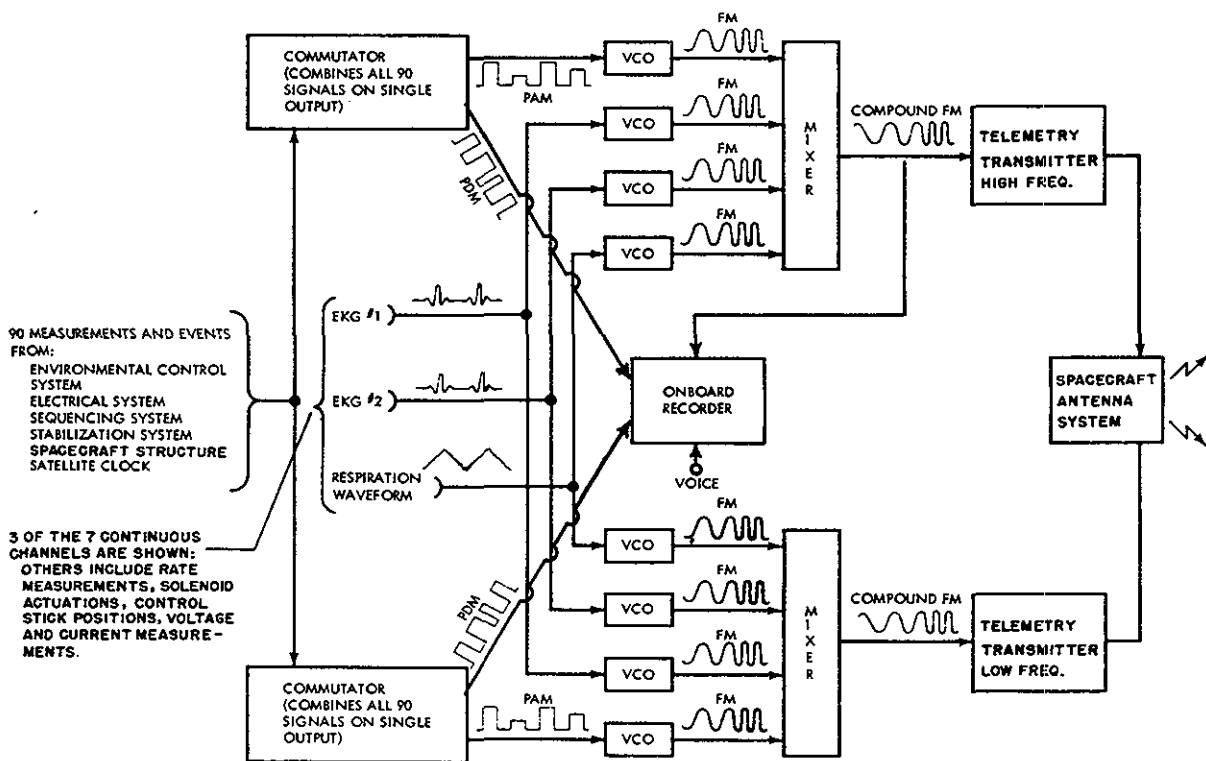 COMMUTATOR
(COMBINES ALL 90
SIGNALS ON SINGLE
OUTPUT)
PAM
PDM
VCO
FM
VCO
FM
VCO
FM
VCO
FM
MIXER
COMPOUND FM
TELEMETRY
TRANSMITTER
HIGH FREQ.
90 MEASUREMENTS AND EVENTS
FROM:
ENVIRONMENTAL CONTROL
SYSTEM
ELECTRICAL SYSTEM
SEQUENCING SYSTEM
STABILIZATION SYSTEM
SPACECRAFT STRUCTURE
SATELLITE CLOCK
EKG #1
EKG #2
RESPIRATION
WAVEFORM
ONBOARD
RECORDER
VOICE
SPACECRAFT
ANTENNA
SYSTEM
3 OF THE 7 CONTINUOUS
CHANNELS ARE SHOWN:
OTHERS INCLUDE RATE
MEASUREMENTS, SOLENOID
ACTUATIONS, CONTROL
STICK POSITIONS, VOLTAGE
AND CURRENT MEASURE-
MENTS.
COMMUTATOR
(COMBINES ALL 90
SIGNALS ON SINGLE
OUTPUT)
PDM
PAM
VCO
FM
VCO
FM
VCO
FM
VCO
FM
MIXER
COMPOUND FM
TELEMETRY
TRANSMITTER
LOW FREQ.